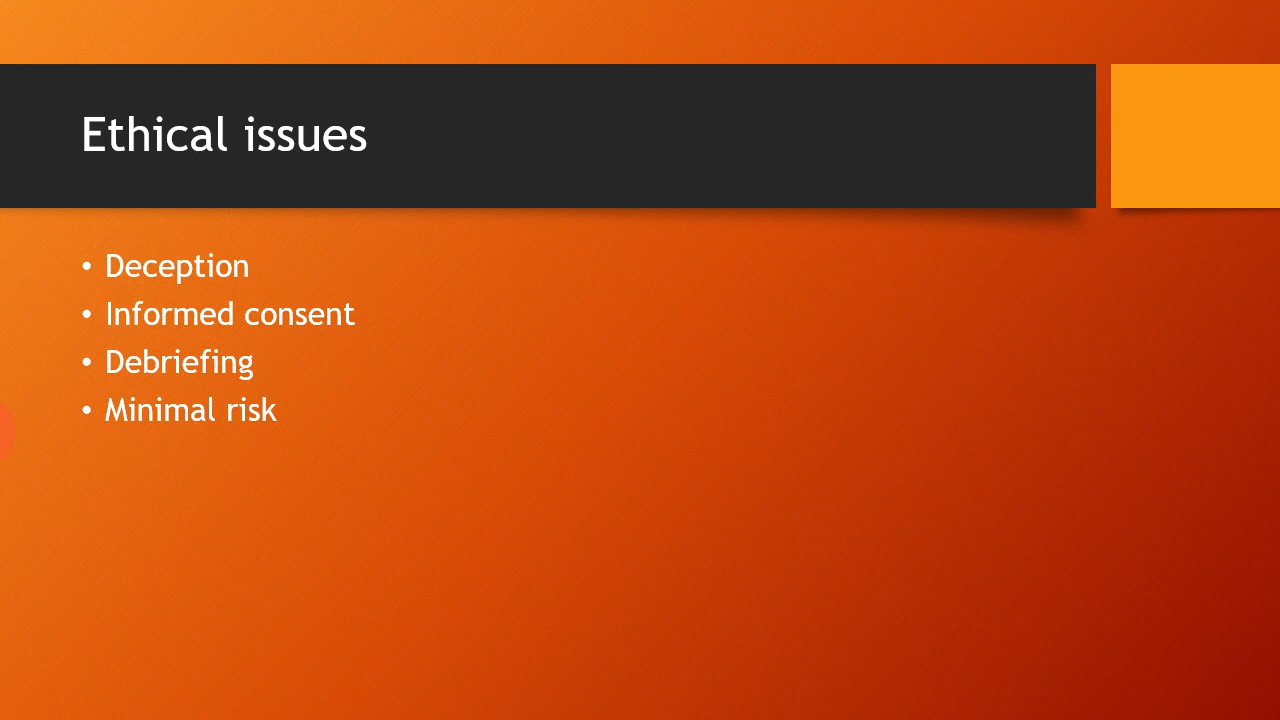 Ethical issues
• Deception
• Informed consent
• Debriefing
• Minimal risk